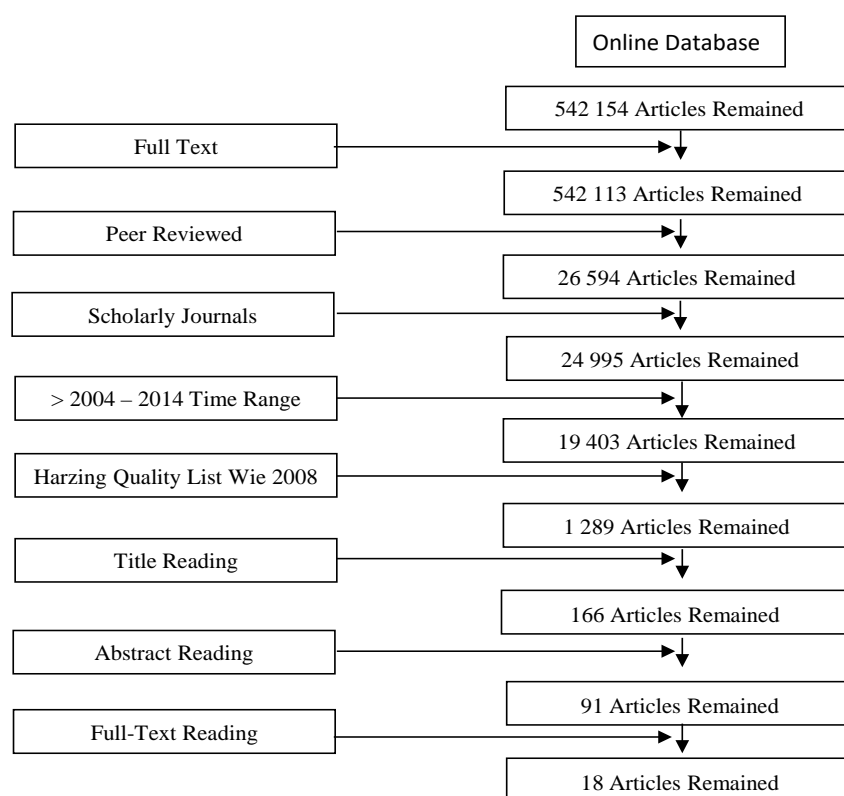 Online Database
542 154 Articles Remained
Full Text
542 113 Articles Remained
Peer Reviewed
26 594 Articles Remained
Scholarly Journals
24 995 Articles Remained
> 2004 – 2014 Time Range
19 403 Articles Remained
Harzing Quality List Wie 2008
1 289 Articles Remained
Title Reading
166 Articles Remained
Abstract Reading
91 Articles Remained
Full-Text Reading
18 Articles Remained